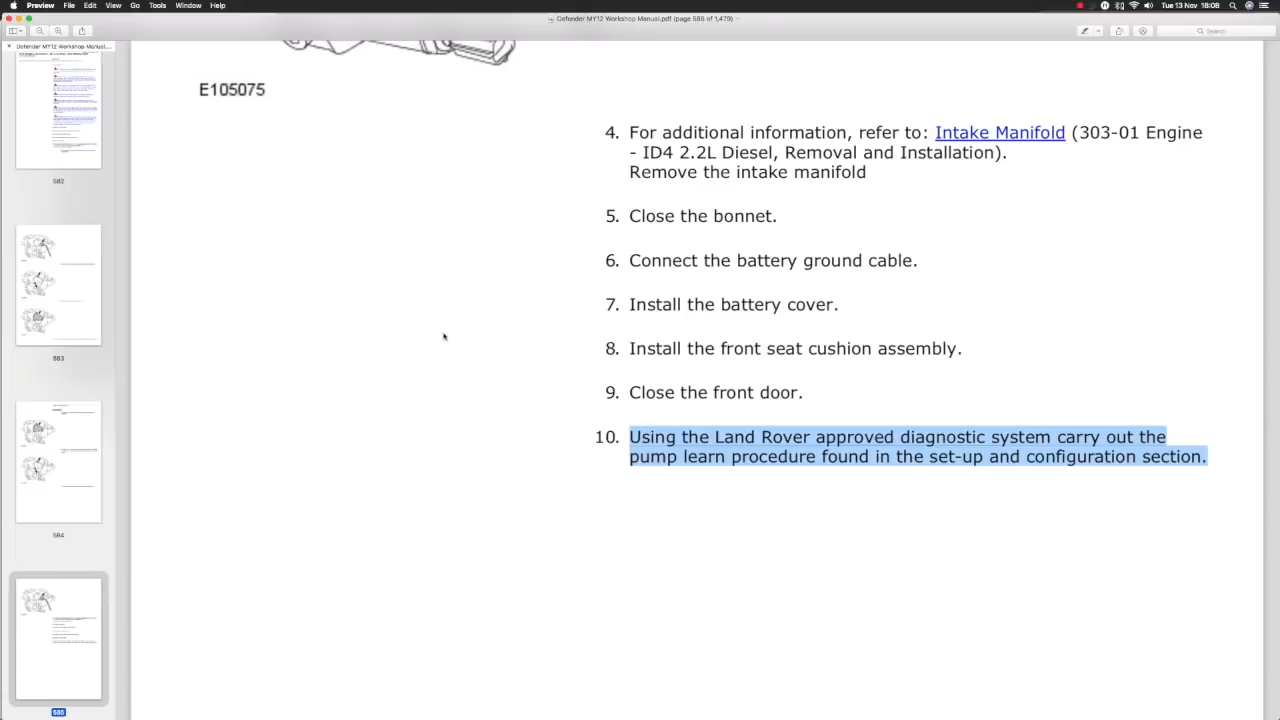 Preview File Edit View Go Tools Window Help
Tue 13 Nov 18:08
Defender MY12 Workshop Manual.pdf (page 585 of 1,479)
Search
Defender MY12 Workshop Manual,...
582
583
584
585
E105075
4. For additional information, refer to: Intake Manifold (303-01 Engine
- ID4 2.2L Diesel, Removal and Installation).
Remove the intake manifold
5. Close the bonnet.
6. Connect the battery ground cable.
7. Install the battery cover.
8. Install the front seat cushion assembly.
9. Close the front door.
10. Using the Land Rover approved diagnostic system carry out the
pump learn procedure found in the set-up and configuration section.